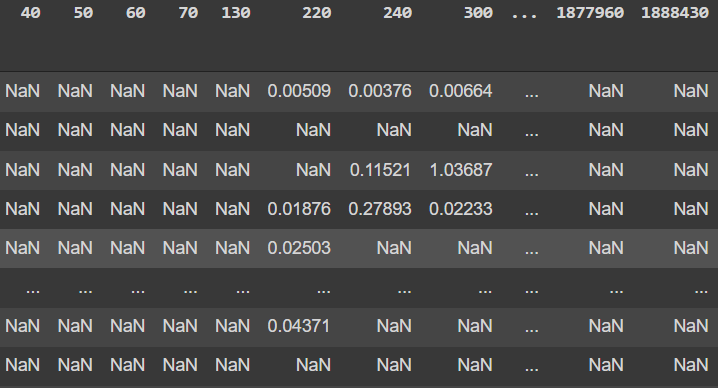 40 50 60 70 130 220 240 300 ... 1877960 1888430
NaN NaN NaN NaN NaN 0.00509 0.00376 0.00664 ... NaN NaN
NaN NaN NaN NaN NaN NaN NaN NaN ... NaN NaN
NaN NaN NaN NaN NaN NaN 0.11521 1.03687 ... NaN NaN
NaN NaN NaN NaN NaN 0.01876 0.27893 0.02233 ... NaN NaN
NaN NaN NaN NaN NaN 0.02503 NaN NaN ... NaN NaN
... ... ... ... ... ... ... ... ... ... ...
NaN NaN NaN NaN NaN 0.04371 NaN NaN ... NaN NaN
NaN NaN NaN NaN NaN NaN NaN NaN ... NaN NaN